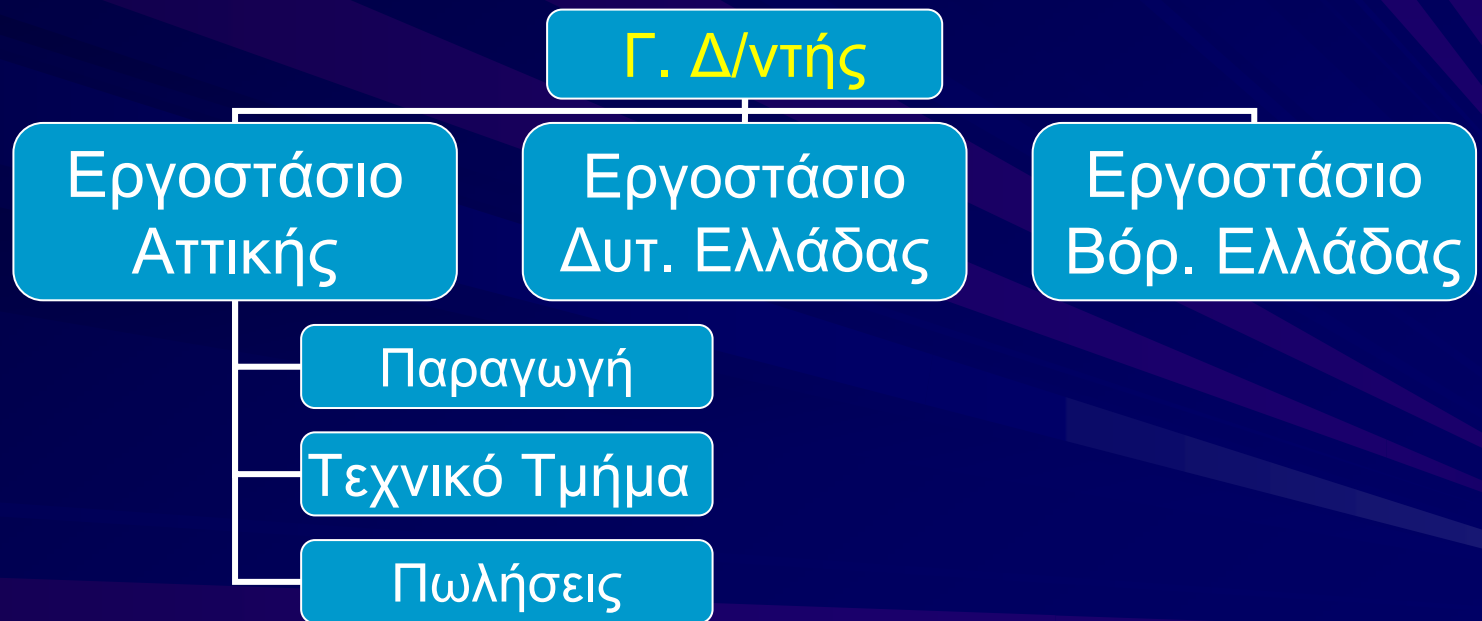 Γ. Δ/ντής
Εργοστάσιο
Αττικής
Εργοστάσιο
Δυτ. Ελλάδας
Εργοστάσιο
Βόρ. Ελλάδας
Παραγωγή
Τεχνικό Τμήμα
Πωλήσεις